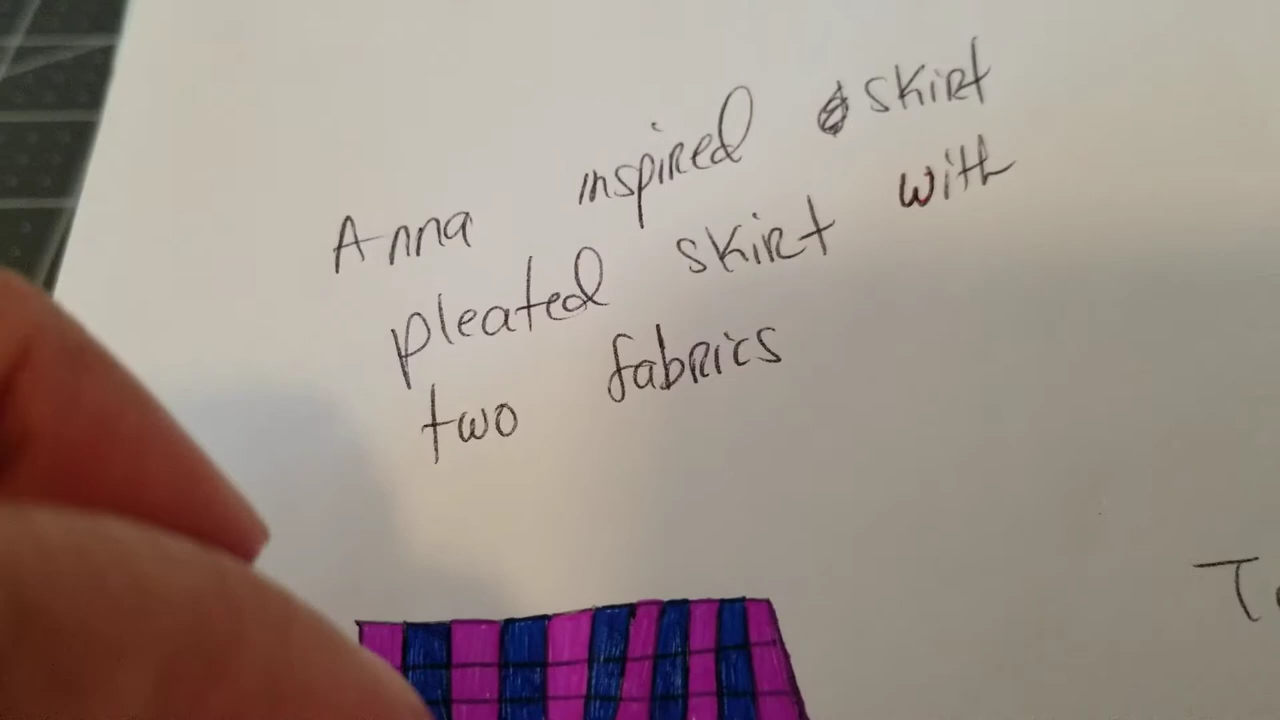 Anna inspired skirt
pleated skirt with
two fabrics